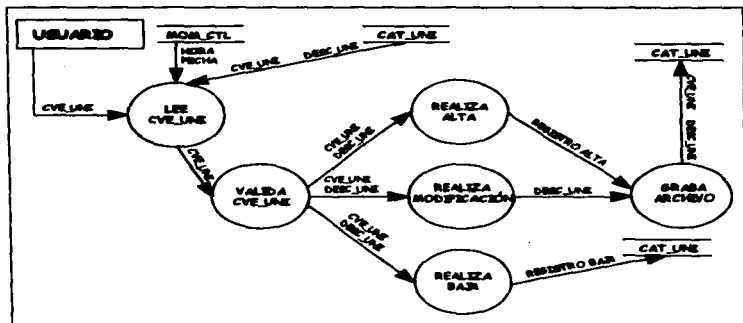 USUARIO
MOM_CTL
HORA
FECHA
CVE_UNE
DESC_UNE
CAT_UNE
CAT_UNE
CVE_UNE
LEE
CVE_UNE
CVE_UNE
DESC_UNE
REALIZA
ALTA
REGISTRO ALTA
CVE_UNE
DESC_UNE
CVE_UNE
VALIDA
CVE_UNE
CVE_UNE
DESC_UNE
REALIZA
MODIFICACIÓN
DESC_UNE
GRABA
ARCHIVO
CVE_UNE
DESC_UNE
REALIZA
BAJA
REGISTRO BAJA
CAT_UNE